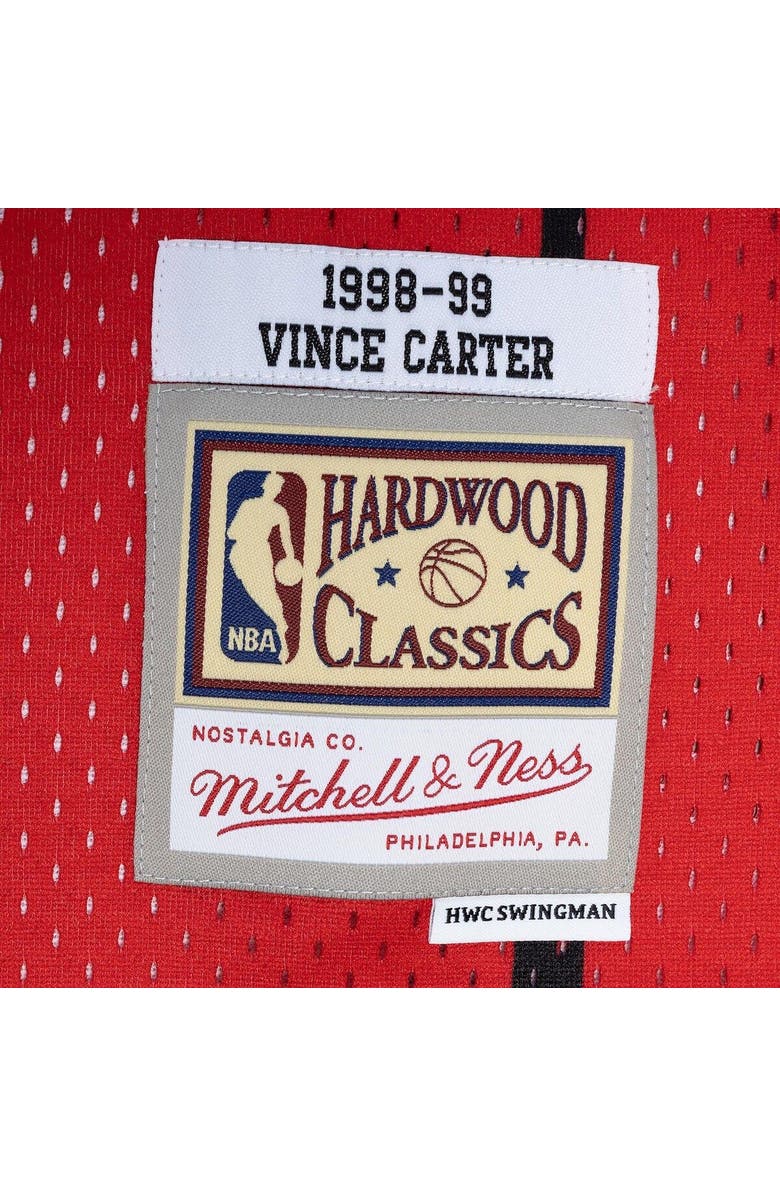 1998-99
VINCE CARTER
HARDWOOD
CLASSICS
NBA
NOSTALGIA CO.
Mitchell & Ness
PHILADELPHIA, PA.
HWC SWINGMAN